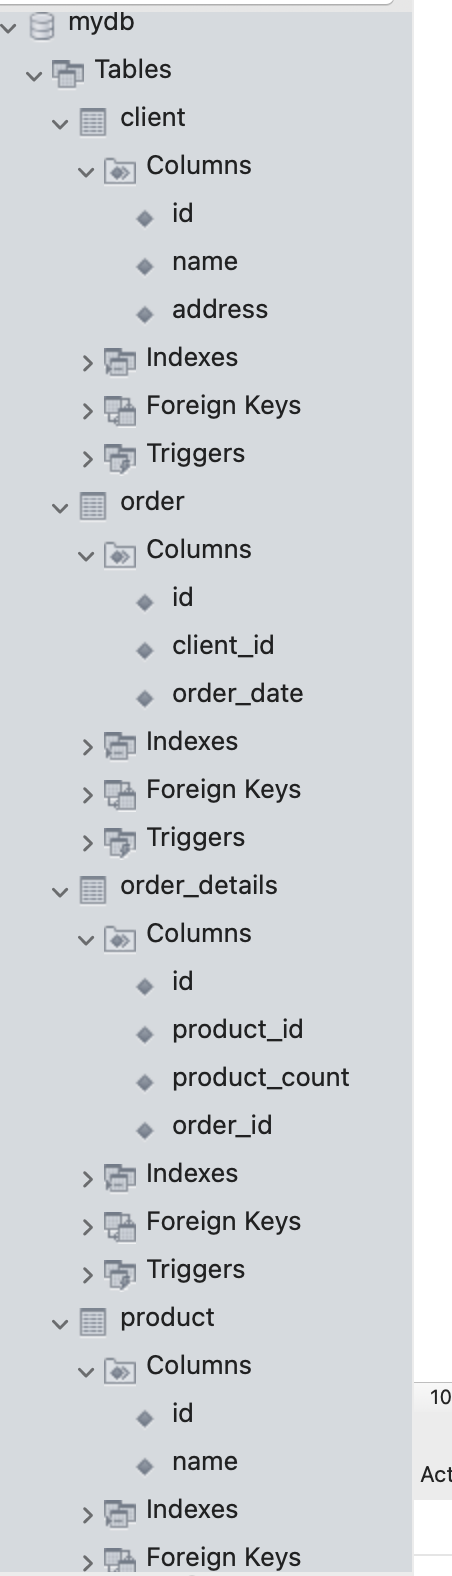 mydb
Tables
client
Columns
id
name
address
Indexes
Foreign Keys
Triggers
order
Columns
id
client_id
order_date
Indexes
Foreign Keys
Triggers
order_details
Columns
id
product_id
product_count
order_id
Indexes
Foreign Keys
Triggers
product
Columns
id
name
Indexes
Foreign Keys
10
Act